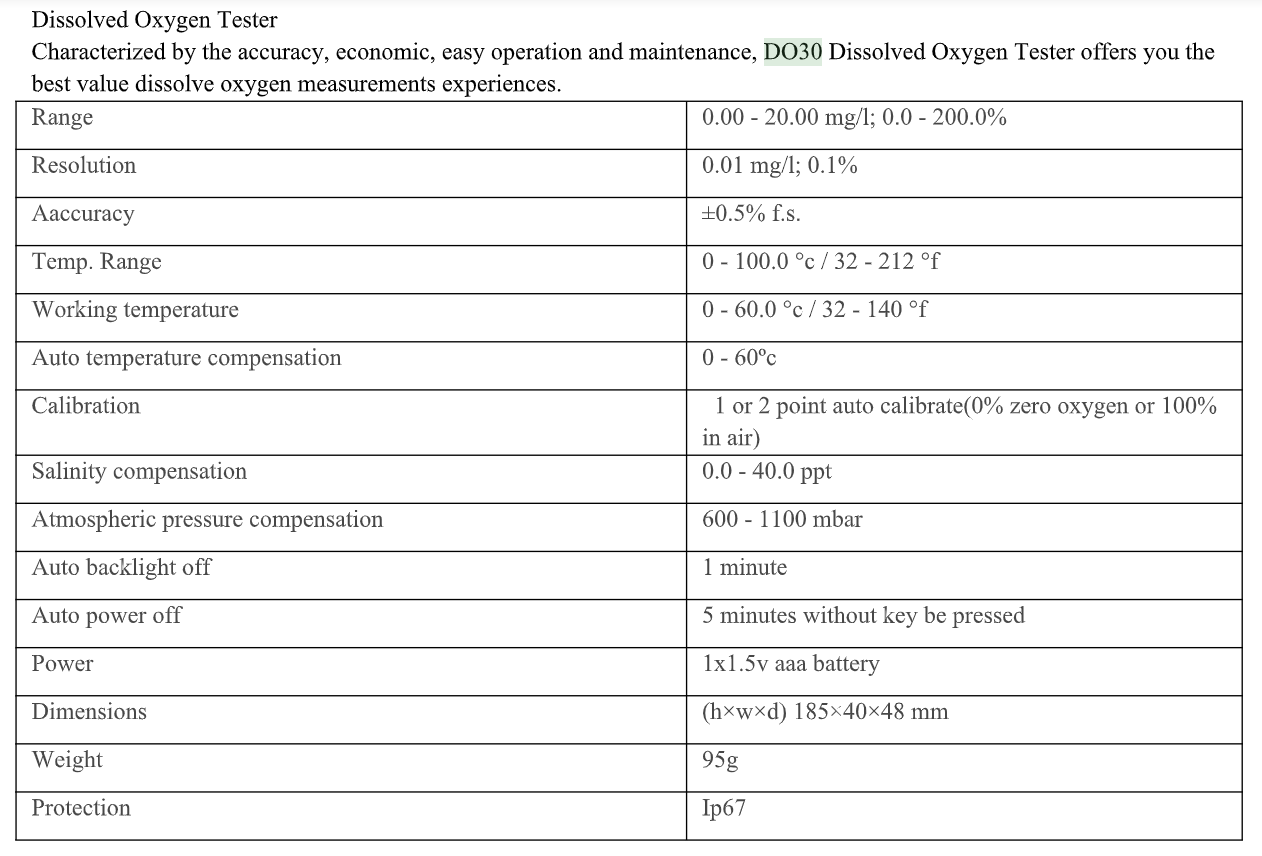 Dissolved Oxygen Tester
Characterized by the accuracy, economic, easy operation and maintenance, DO30 Dissolved Oxygen Tester offers you the
best value dissolve oxygen measurements experiences.
Range 0.00 - 20.00 mg/l; 0.0 - 200.0%
Resolution 0.01 mg/l; 0.1%
Aaccuracy ±0.5% f.s.
Temp. Range 0 - 100.0 °c / 32 - 212 °f
Working temperature 0 - 60.0 °c / 32 - 140 °f
Auto temperature compensation 0 - 60ºc
Calibration 1 or 2 point auto calibrate(0% zero oxygen or 100%
in air)
Salinity compensation 0.0 - 40.0 ppt
Atmospheric pressure compensation 600 - 1100 mbar
Auto backlight off 1 minute
Auto power off 5 minutes without key be pressed
Power 1x1.5v aaa battery
Dimensions (h×w×d) 185×40×48 mm
Weight 95g
Protection Ip67